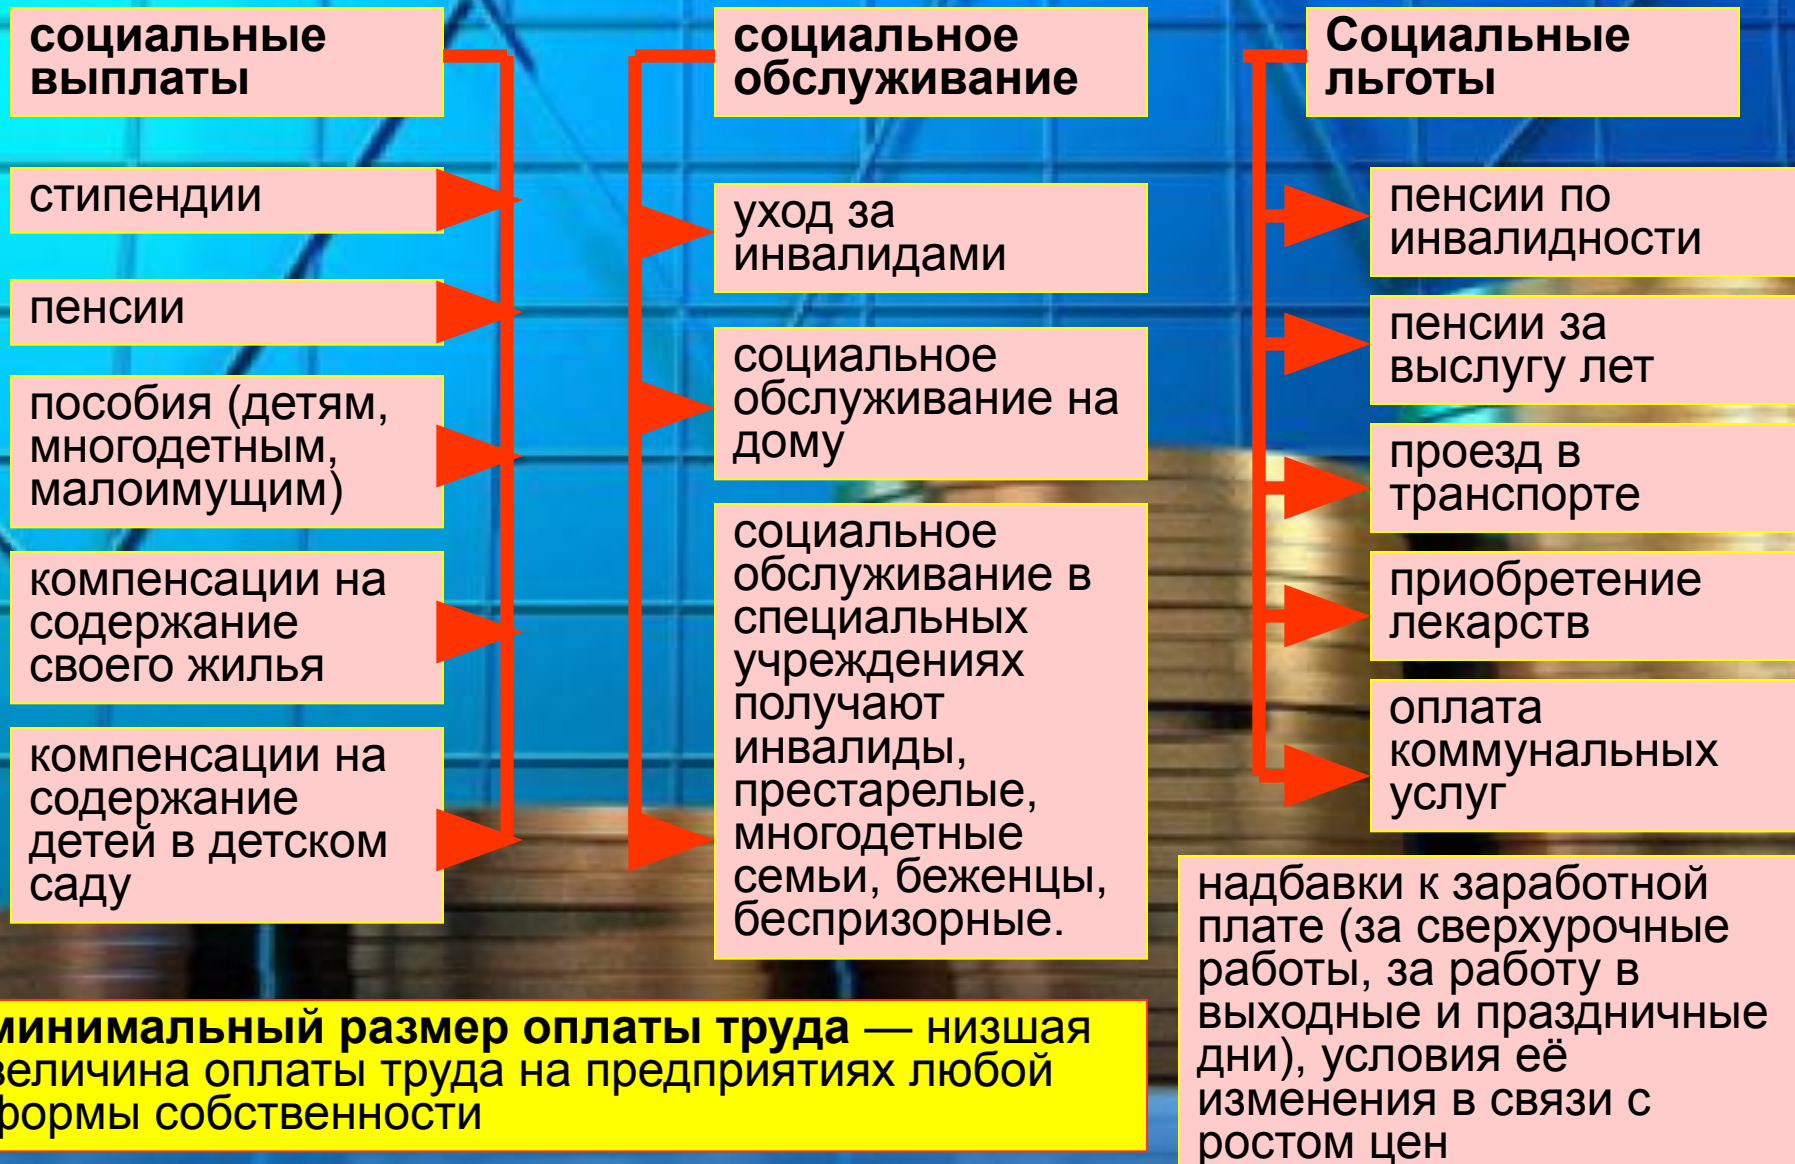 социальные
выплаты
стипендии
пенсии
пособия (детям,
многодетным,
малоимущим)
компенсации на
содержание
своего жилья
компенсации на
содержание
детей в детском
саду
социальное
обслуживание
уход за
инвалидами
социальное
обслуживание на
дому
социальное
обслуживание в
специальных
учреждениях
получают
инвалиды,
престарелые,
многодетные
семьи, беженцы,
беспризорные.
Социальные
льготы
пенсии по
инвалидности
пенсии за
выслугу лет
проезд в
транспорте
приобретение
лекарств
оплата
коммунальных
услуг
надбавки к заработной
плате (за сверхурочные
работы, за работу в
выходные и праздничные
дни), условия её
изменения в связи с
ростом цен
минимальный размер оплаты труда — низшая
величина оплаты труда на предприятиях любой
формы собственности